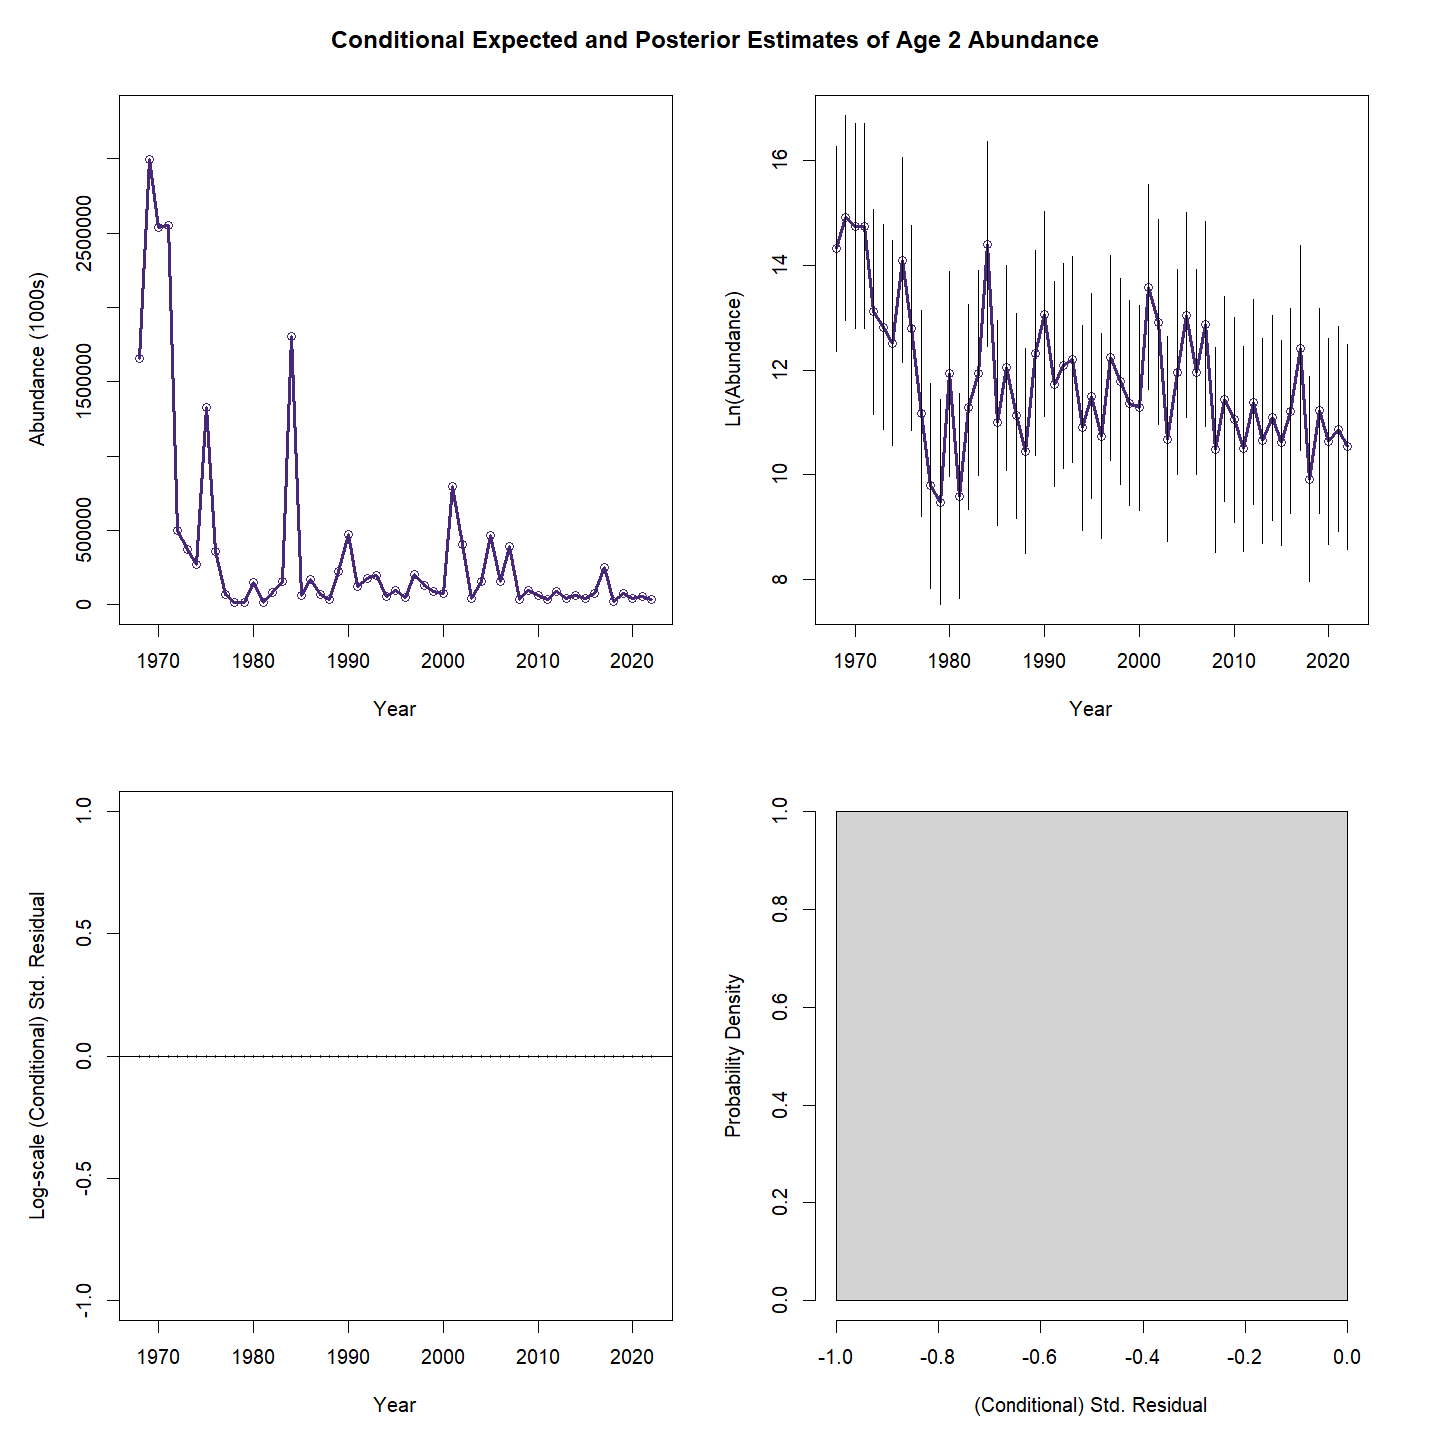 Conditional Expected and Posterior Estimates of Age 2 Abundance
Abundance (1000s)
0
500000
1500000
2500000
1970 1980 1990 2000 2010 2020
Year
Ln(Abundance)
8
10
12
14
16
1970 1980 1990 2000 2010 2020
Year
Log-scale (Conditional) Std. Residual
-1.0
-0.5
0.0
0.5
1.0
1970 1980 1990 2000 2010 2020
Year
Probability Density
0.0
0.2
0.4
0.6
0.8
1.0
-1.0 -0.8 -0.6 -0.4 -0.2 0.0
(Conditional) Std. Residual